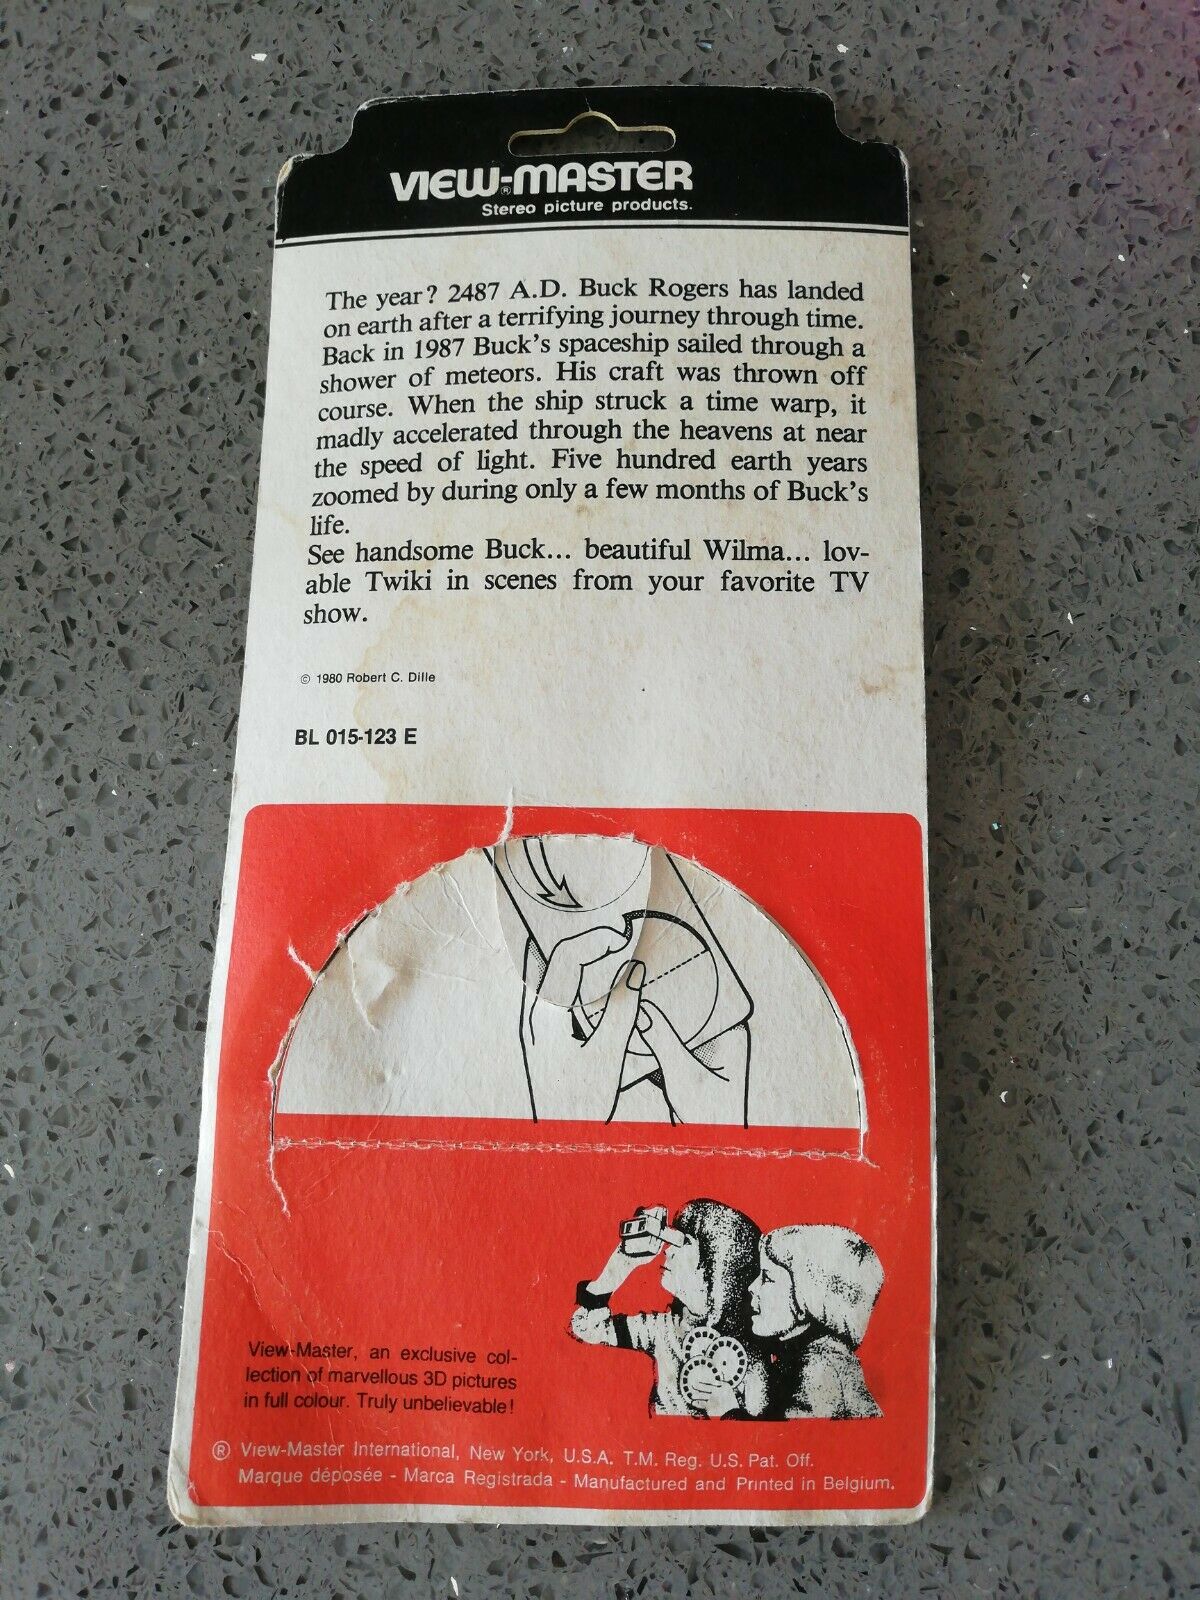 VIEW-MASTER®
Stereo picture products.
The year? 2487 A.D. Buck Rogers has landed
on earth after a terrifying journey through time.
Back in 1987 Buck's spaceship sailed through a
shower of meteors. His craft was thrown off
course. When the ship struck a time warp, it
madly accelerated through the heavens at near
the speed of light. Five hundred earth years
zoomed by during only a few months of Buck's
life.
See handsome Buck... beautiful Wilma... lov-
able Twiki in scenes from your favorite TV
show.
© 1980 Robert C. Dille
BL 015-123 E
View-Master, an exclusive col-
lection of marvellous 3D pictures
in full colour. Truly unbelievable!
® View-Master International, New York, U.S.A. T.M. Reg. U.S. Pat. Off.
Marque déposée - Marca Registrada - Manufactured and Printed in Belgium.